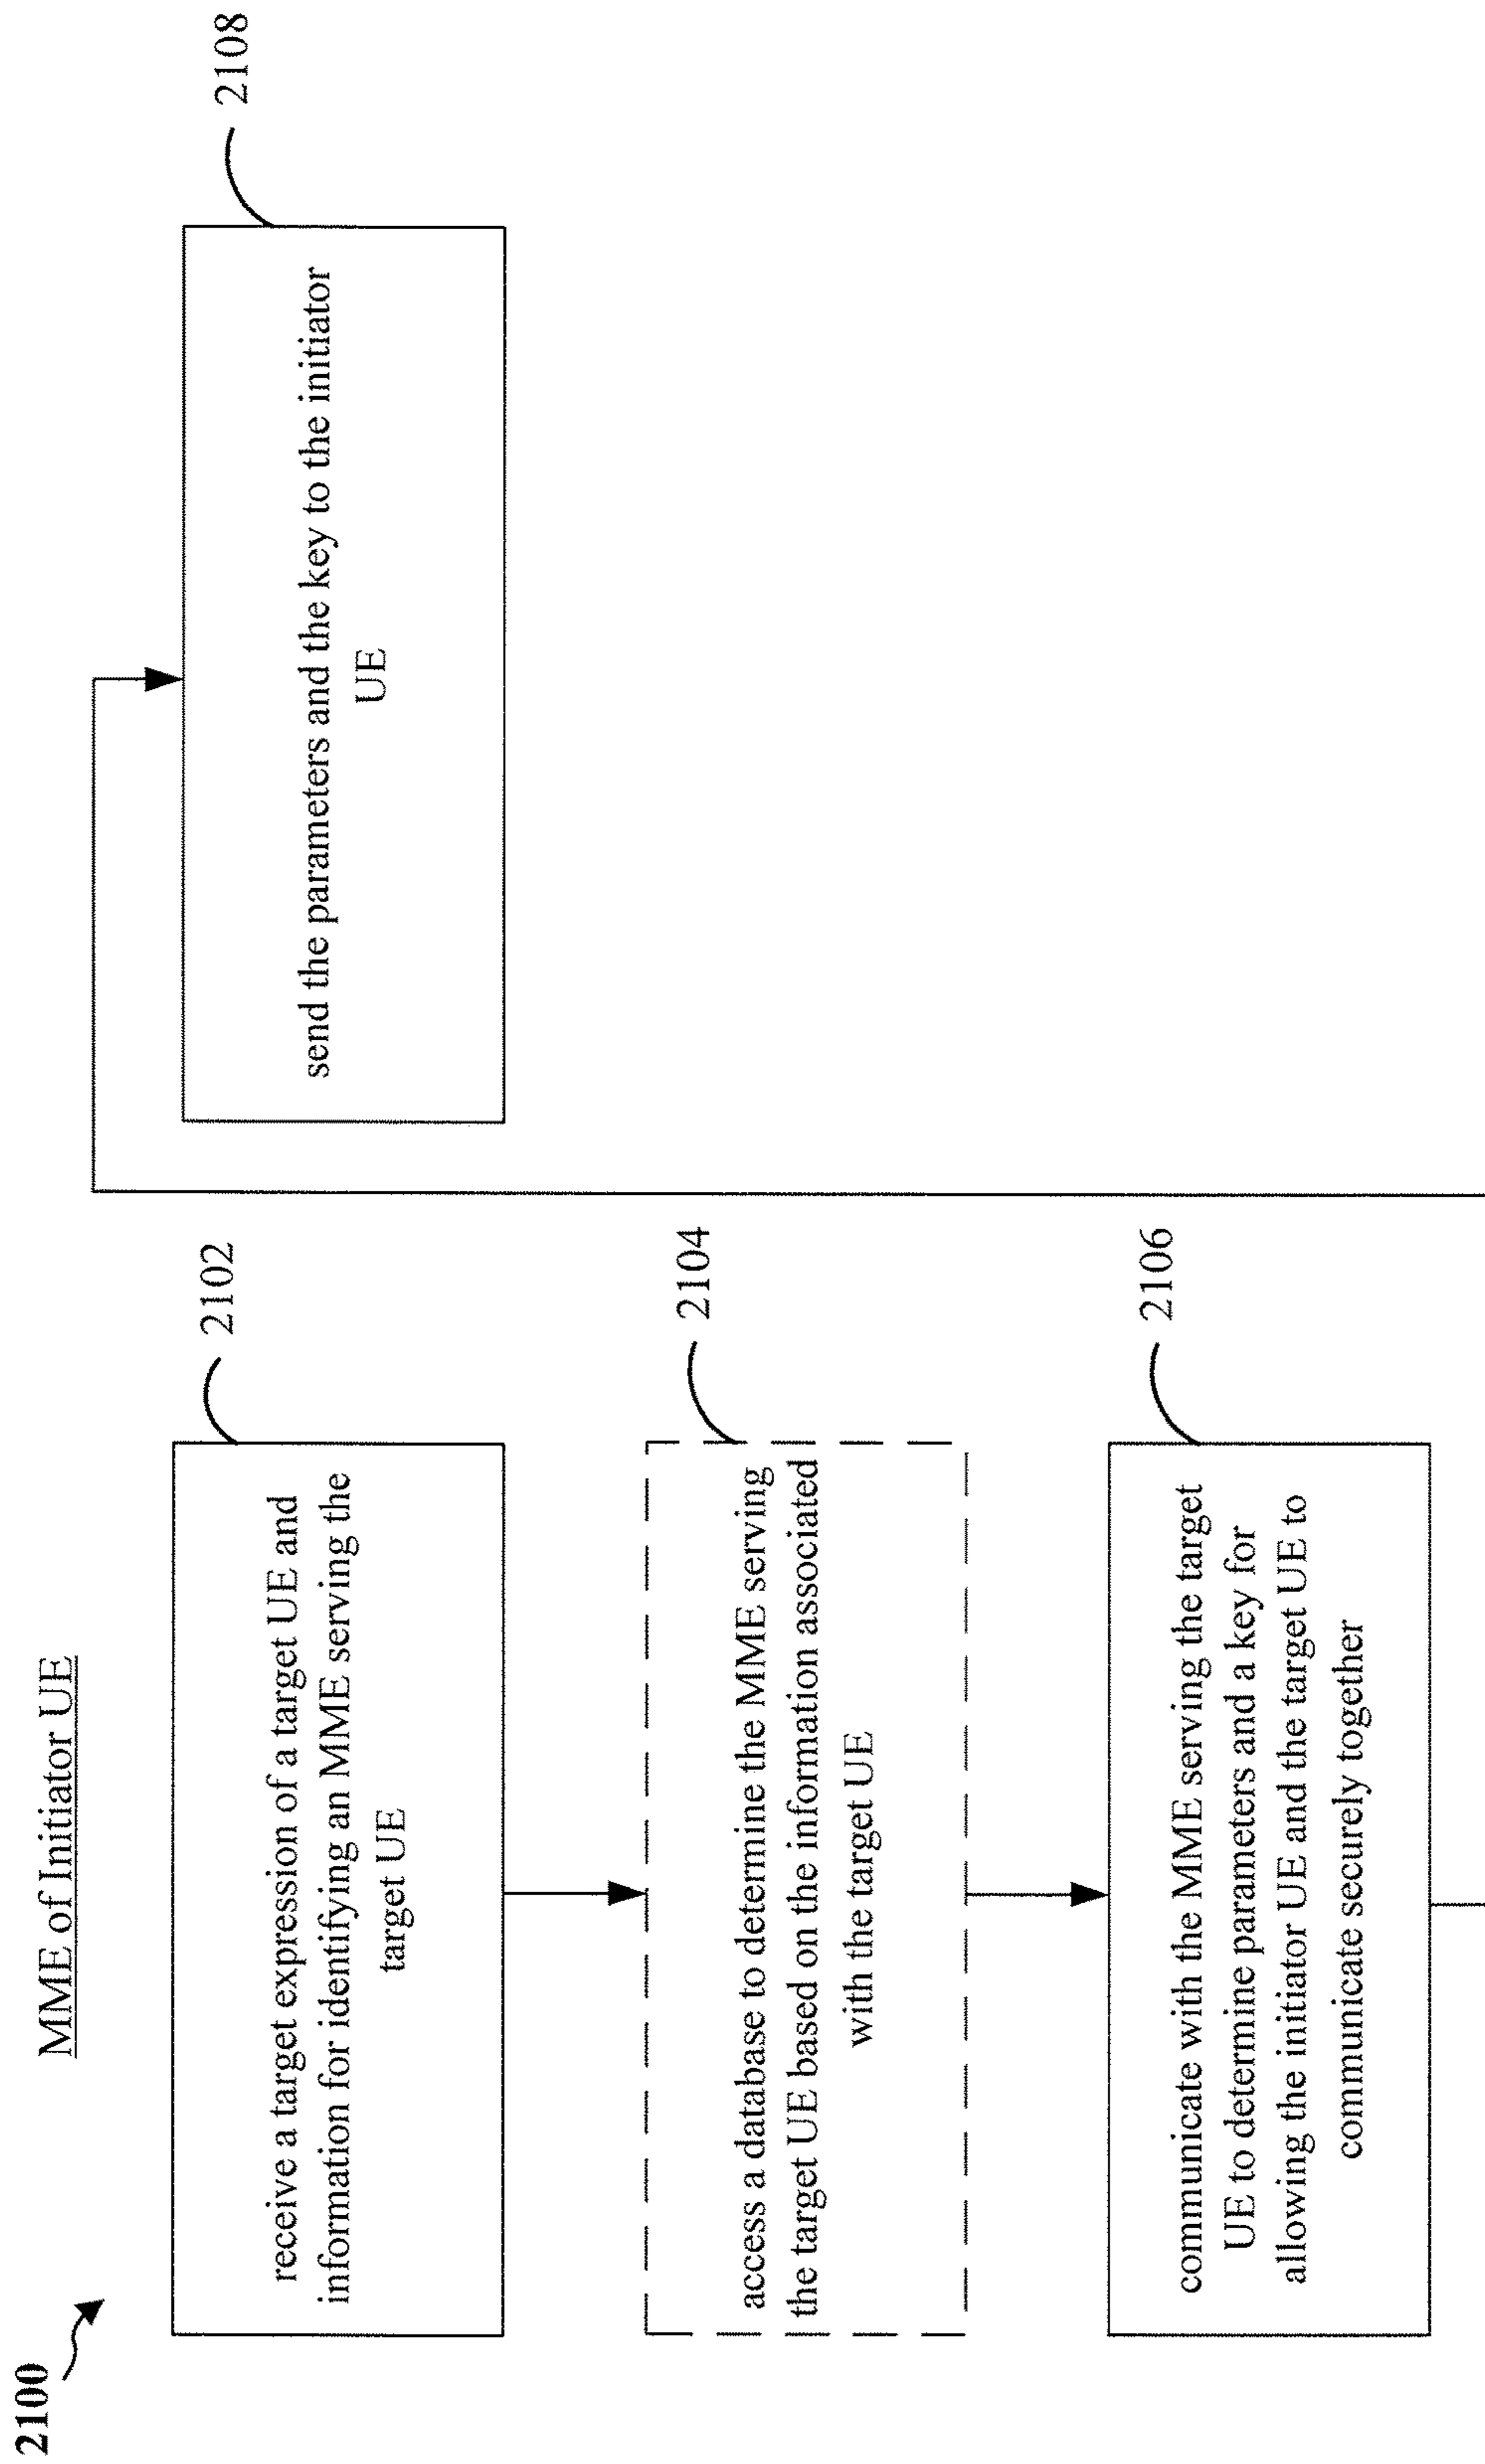 2100
MME of Initiator UE
2102
receive a target expression of a target UE and
information for identifying an MME serving the
target UE
2104
access a database to determine the MME serving
the target UE based on the information associated
with the target UE
2106
communicate with the MME serving the target
UE to determine parameters and a key for
allowing the initiator UE and the target UE to
communicate securely together
2108
send the parameters and the key to the initiator
UE